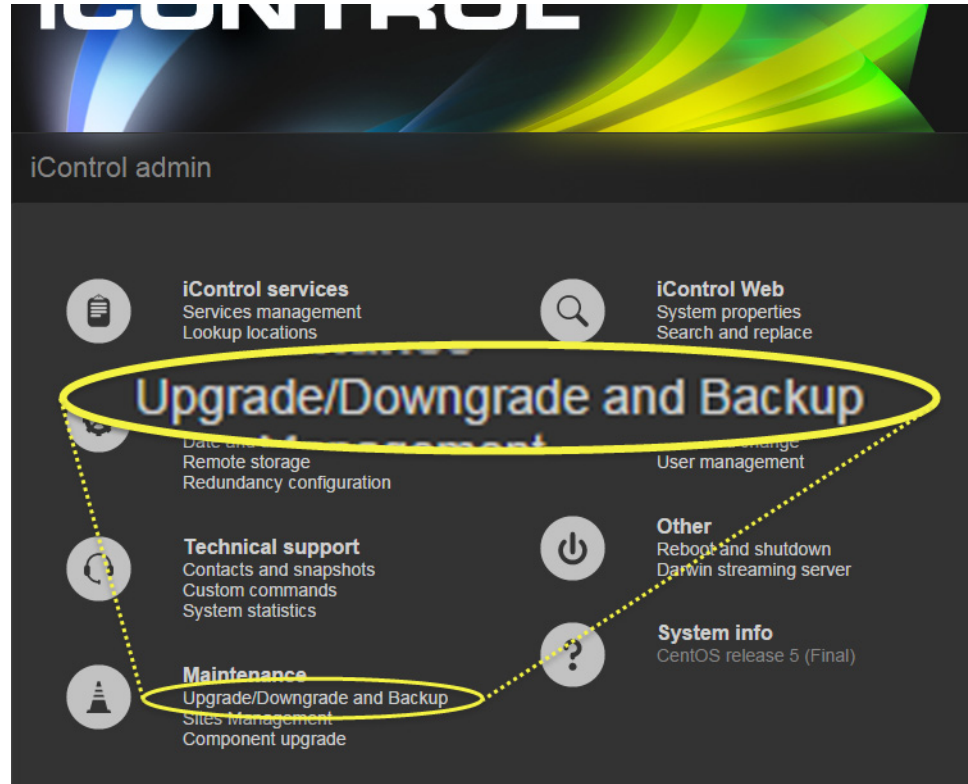 iCONTROL
iControl admin
iControl services
Services management
Lookup locations
iControl Web
System properties
Search and replace
Upgrade/Downgrade and Backup
Management
Remote storage
Redundancy configuration
User management
Technical support
Contacts and snapshots
Custom commands
System statistics
Other
Reboot and shutdown
Darwin streaming server
System info
CentOS release 5 (Final)
Maintenance
Upgrade/Downgrade and Backup
Sites Management
Component upgrade